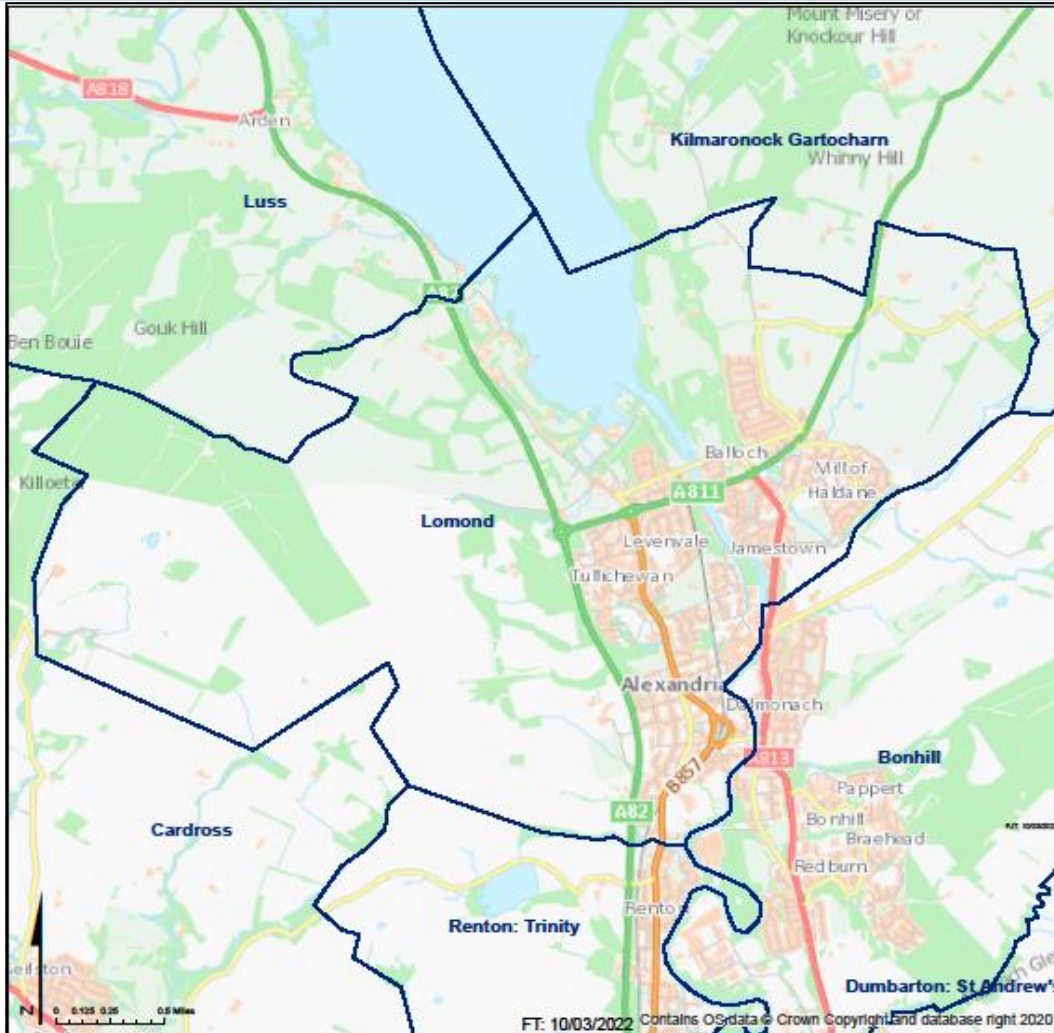 Mount Misery or
Knockour Hill
A818
Arden
Kilmaronock Gartocharn
Whinny Hill
Luss
Gouk Hill
Ben Bouie
Balloch
Mill of
Haldane
Killoeter
A811
Lomond
Levenvale
Jamestown
Tullichewan
Alexandria
Dalmonach
Bonhill
A813
B857
Pappert
A82
Bonhill
Cardross
Braehead
Redburn
Renton
Renton: Trinity
Geilston
Dumbarton: St Andrew's
N
0 0.125 0.25 0.5 Miles
FT: 10/03/2022 Contains OS data © Crown Copyright and database right 2020